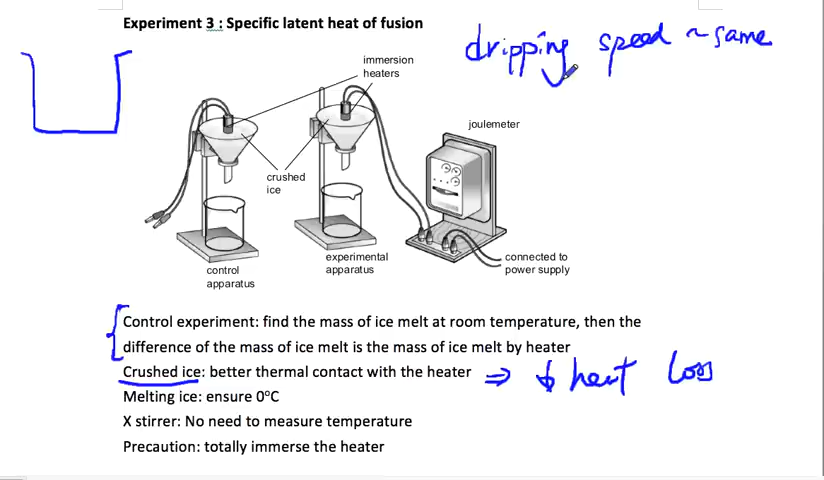 Experiment 3 : Specific latent heat of fusion
dripping speed ~ same
immersion
heaters
joulemeter
crushed
ice
control
apparatus
experimental
apparatus
connected to
power supply
Control experiment: find the mass of ice melt at room temperature, then the
difference of the mass of ice melt is the mass of ice melt by heater
Crushed ice: better thermal contact with the heater ⇒ ↓ heat loss
Melting ice: ensure 0°C
X stirrer: No need to measure temperature
Precaution: totally immerse the heater